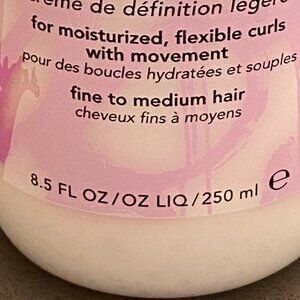 crème de définition légère
for moisturized, flexible curls
with movement
pour des boucles hydratées et souples
fine to medium hair
cheveux fins à moyens
8.5 FL OZ/OZ LIQ/250 ml ℮